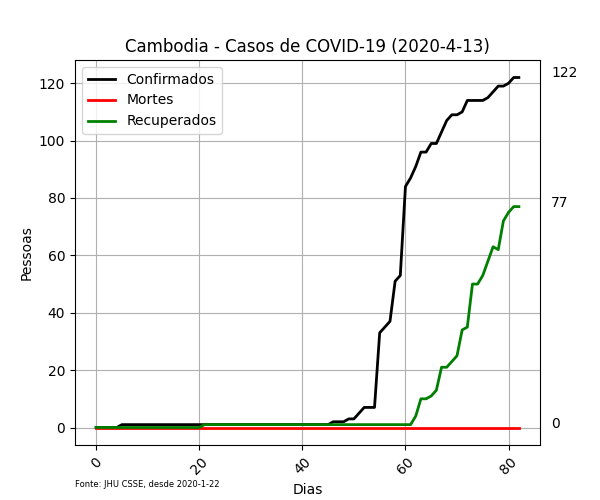 Cambodia - Casos de COVID-19 (2020-4-13)
Confirmados
Mortes
Recuperados
120
100
80
60
40
20
0
Pessoas
122
77
0
0
20
40
60
80
Dias
Fonte: JHU CSSE, desde 2020-1-22